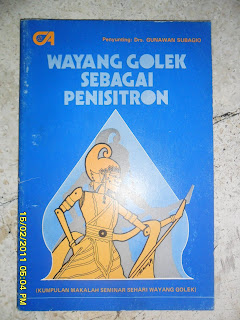 CA
Penyunting: Drs. GUNAWAN SUBAGIO
WAYANG GOLEK
SEBAGAI
PENISITRON
(KUMPULAN MAKALAH SEMINAR SEHARI WAYANG GOLEK)
15/02/2011 06:04 PM